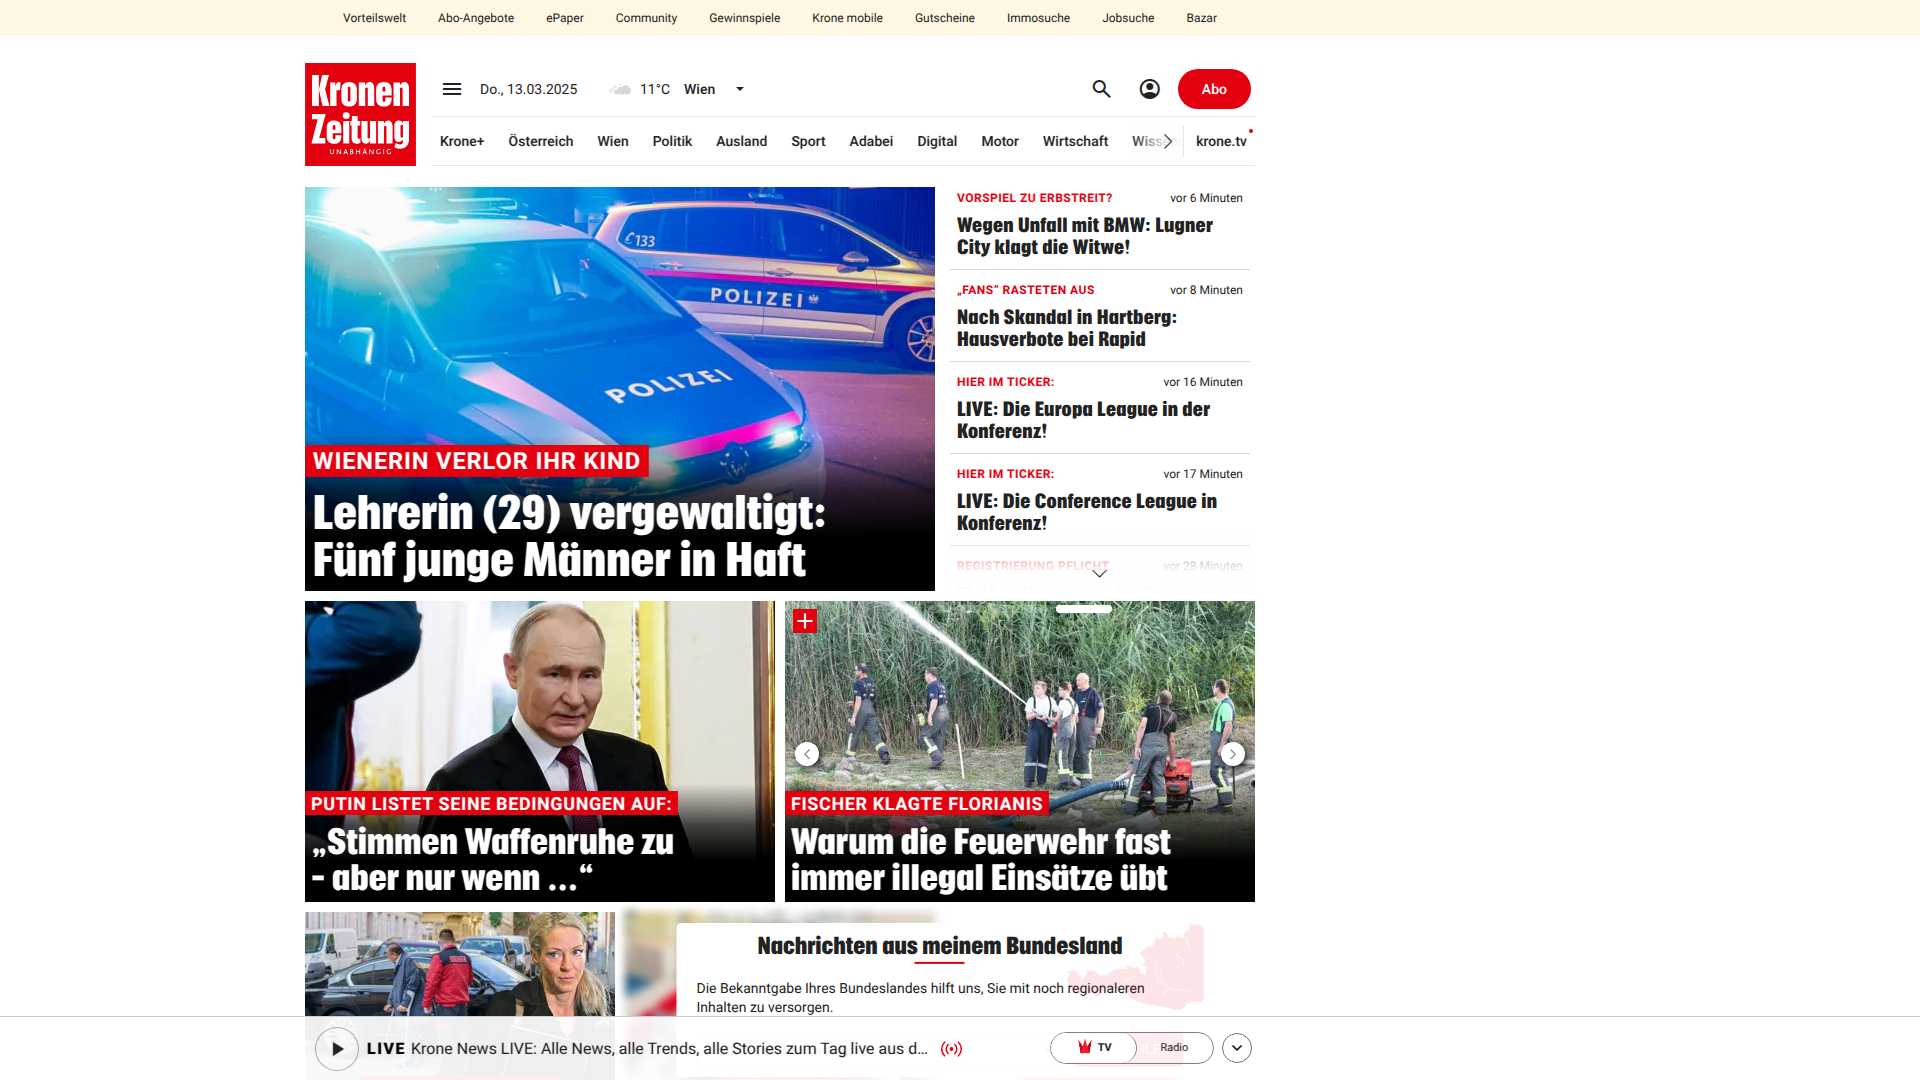 Vorteilswelt Abo-Angebote ePaper Community Gewinnspiele Krone mobile Gutscheine Immosuche Jobsuche Bazar
Kronen
Zeitung
UNABHÄNGIG
Do., 13.03.2025 11°C Wien
Abo
Krone+ Österreich Wien Politik Ausland Sport Adabei Digital Motor Wirtschaft krone.tv
133
POLIZEI
POLIZEI
WIENERIN VERLOR IHR KIND
Lehrerin (29) vergewaltigt:
Fünf junge Männer in Haft
VORSPIEL ZU ERBSTREIT? vor 6 Minuten
Wegen Unfall mit BMW: Lugner
City klagt die Witwe!
„FANS“ RASTETEN AUS vor 8 Minuten
Nach Skandal in Hartberg:
Hausverbote bei Rapid
HIER IM TICKER: vor 16 Minuten
LIVE: Die Europa League in der
Konferenz!
HIER IM TICKER: vor 17 Minuten
LIVE: Die Conference League in
Konferenz!
REGISTRIERUNG PFLICHT vor 28 Minuten
PUTIN LISTET SEINE BEDINGUNGEN AUF:
„Stimmen Waffenruhe zu
- aber nur wenn ...“
FISCHER KLAGTE FLORIANIS
Warum die Feuerwehr fast
immer illegal Einsätze übt
Nachrichten aus meinem Bundesland
Die Bekanntgabe Ihres Bundeslandes hilft uns, Sie mit noch regionaleren
Inhalten zu versorgen.
LIVE Krone News LIVE: Alle News, alle Trends, alle Stories zum Tag live aus d...
TV Radio